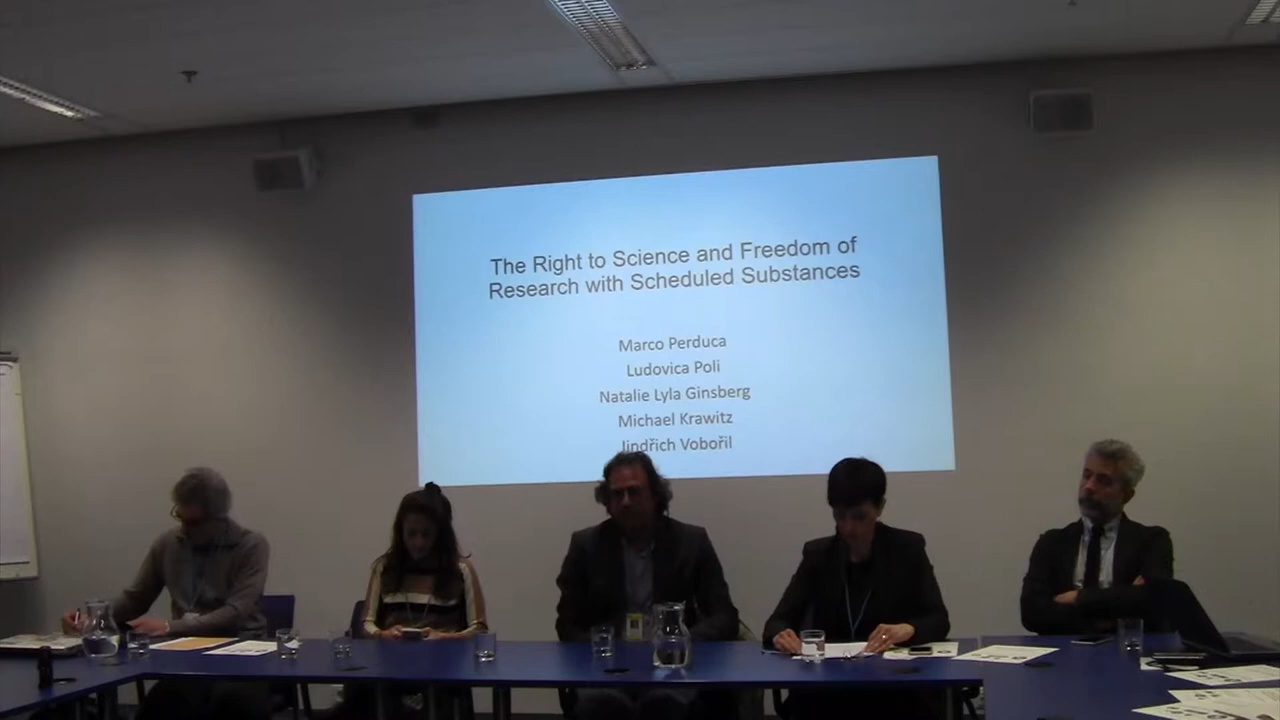 The Right to Science and Freedom of
Research with Scheduled Substances
Marco Perduca
Ludovica Poli
Natalie Lyla Ginsberg
Michael Krawitz
Jindřich Vobořil